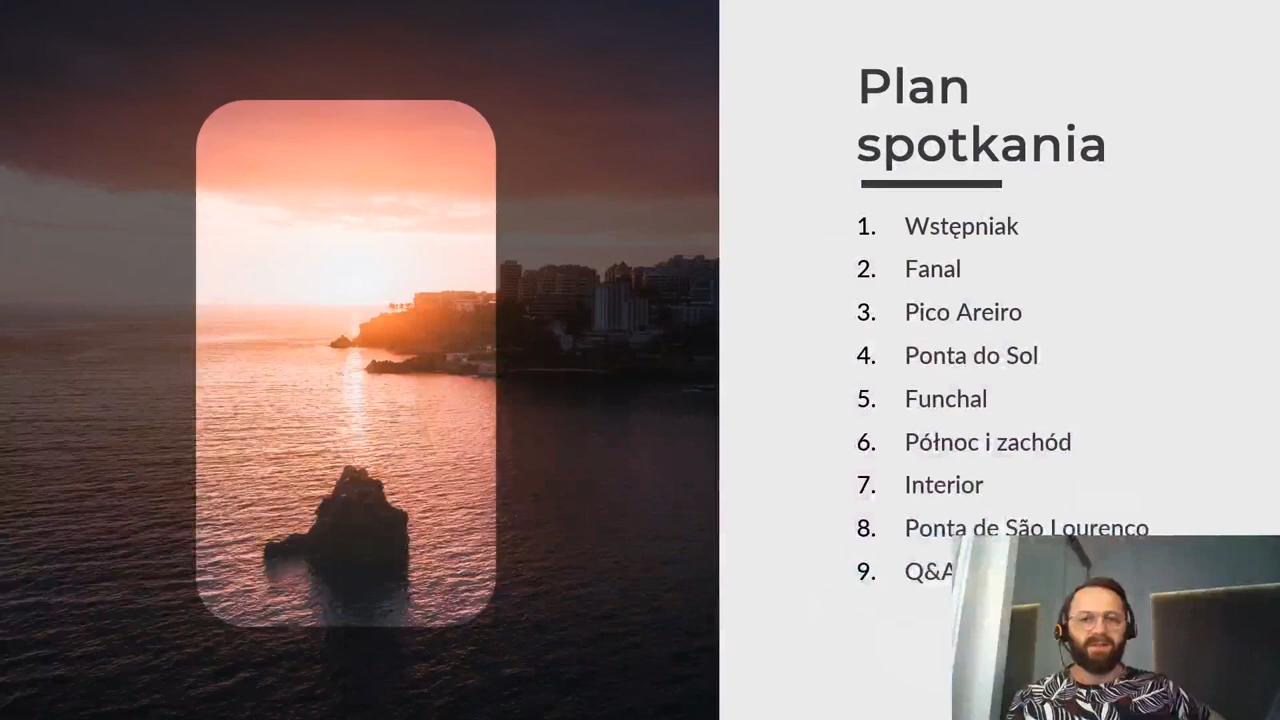 Plan
spotkania
1. Wstępniak
2. Fanal
3. Pico Areiro
4. Ponta do Sol
5. Funchal
6. Północ i zachód
7. Interior
8. Ponta de São Lourenço
9. Q&A